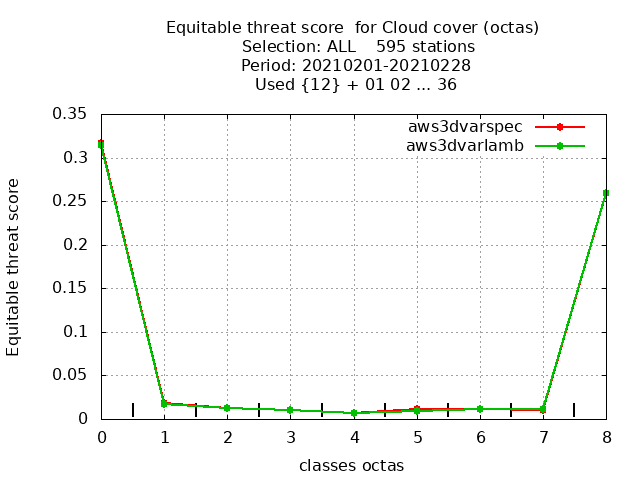 Equitable threat score  for Cloud cover (octas)
Selection: ALL    595 stations
Period: 20210201-20210228
Used {12} + 01 02 ... 36
aws3dvarspec
aws3dvarlamb
Equitable threat score
0.35
0.3
0.25
0.2
0.15
0.1
0.05
0
0 1 2 3 4 5 6 7 8
classes octas